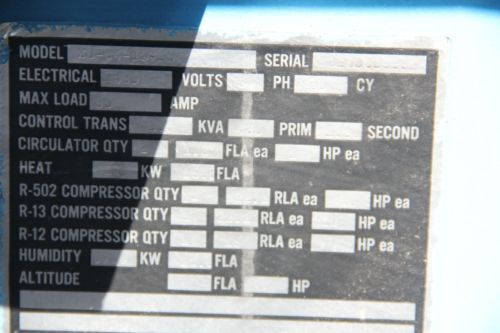 MODEL SERIAL
ELECTRICAL VOLTS PH CY
MAX LOAD AMP
CONTROL TRANS KVA PRIM SECOND
CIRCULATOR QTY FLA ea HP ea
HEAT KW FLA
R-502 COMPRESSOR QTY RLA ea HP ea
R-13 COMPRESSOR QTY RLA ea HP ea
R-12 COMPRESSOR QTY RLA ea HP ea
HUMIDITY KW FLA
ALTITUDE FLA HP